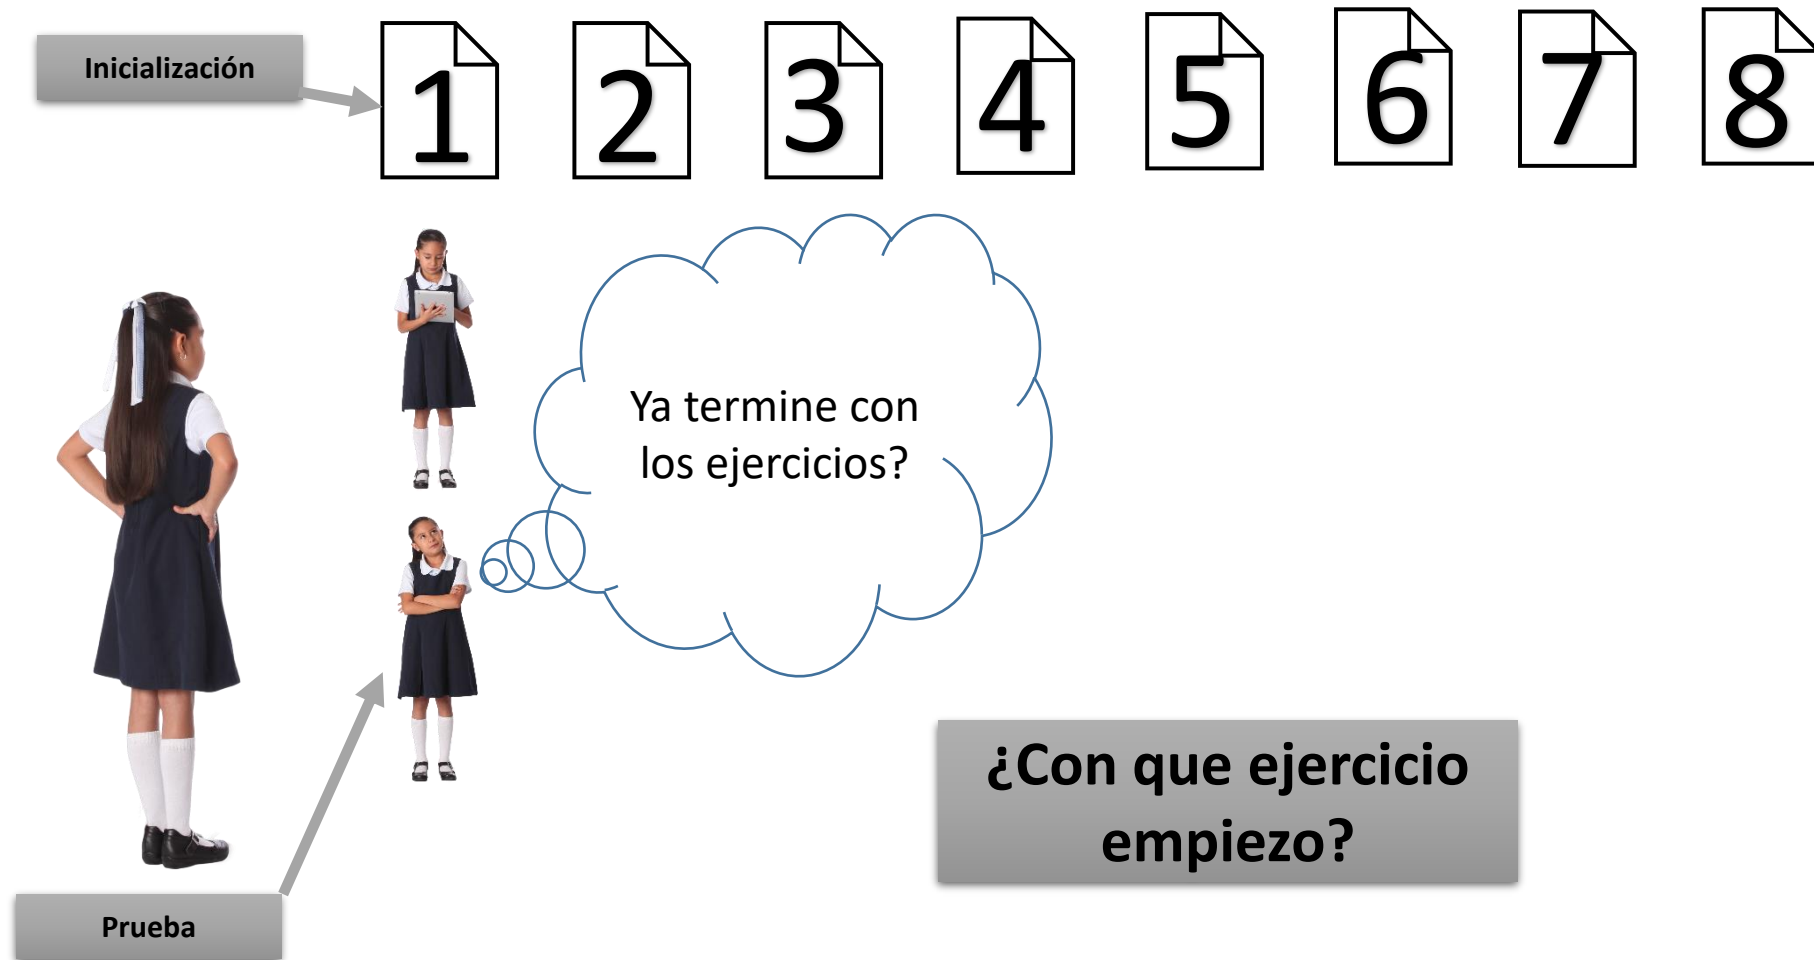 Inicialización
1 2 3 4 5 6 7 8
Ya termine con
los ejercicios?
¿Con que ejercicio
empiezo?
Prueba